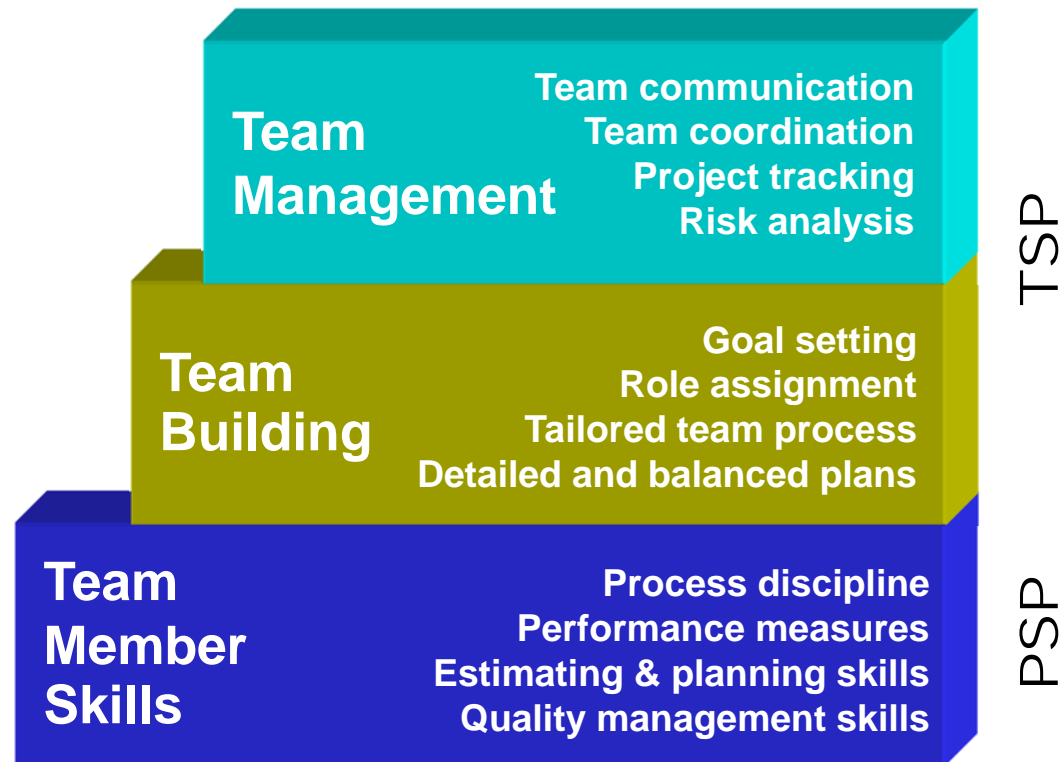 Team
Management
Team communication
Team coordination
Project tracking
Risk analysis
TSP
Team
Building
Goal setting
Role assignment
Tailored team process
Detailed and balanced plans
Team
Member
Skills
Process discipline
Performance measures
Estimating & planning skills
Quality management skills
PSP